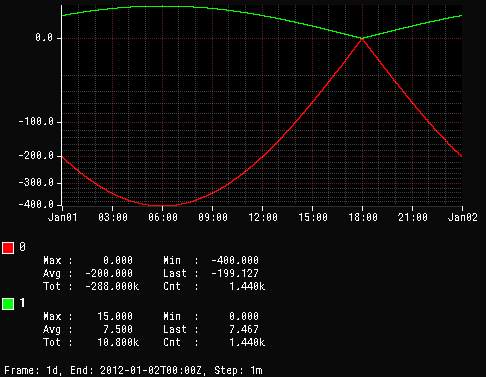 0.0
-100.0
-200.0
-300.0
-400.0
Jan01 03:00 06:00 09:00 12:00 15:00 18:00 21:00 Jan02
0
Max : 0.000 Min : -400.000
Avg : -200.000 Last : -199.127
Tot : -288.000k Cnt : 1.440k
1
Max : 15.000 Min : 0.000
Avg : 7.500 Last : 7.467
Tot : 10.800k Cnt : 1.440k
Frame: 1d, End: 2012-01-02T00:00Z, Step: 1m